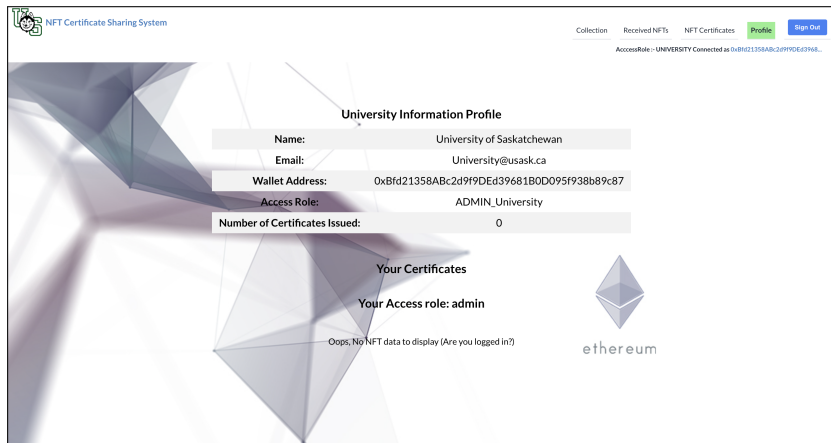 US
NFT Certificate Sharing System
Collection Received NFTs NFT Certificates Profile Sign Out
AcccessRole :- UNIVERSITY Connected as 0xBfd21358ABc2d9f9DEd3968...
University Information Profile
Name: University of Saskatchewan
Email: University@usask.ca
Wallet Address: 0xBfd21358ABc2d9f9DEd39681B0D095f938b89c87
Access Role: ADMIN_University
Number of Certificates Issued: 0
Your Certificates
Your Access role: admin
Oops, No NFT data to display (Are you logged in?)
ethereum